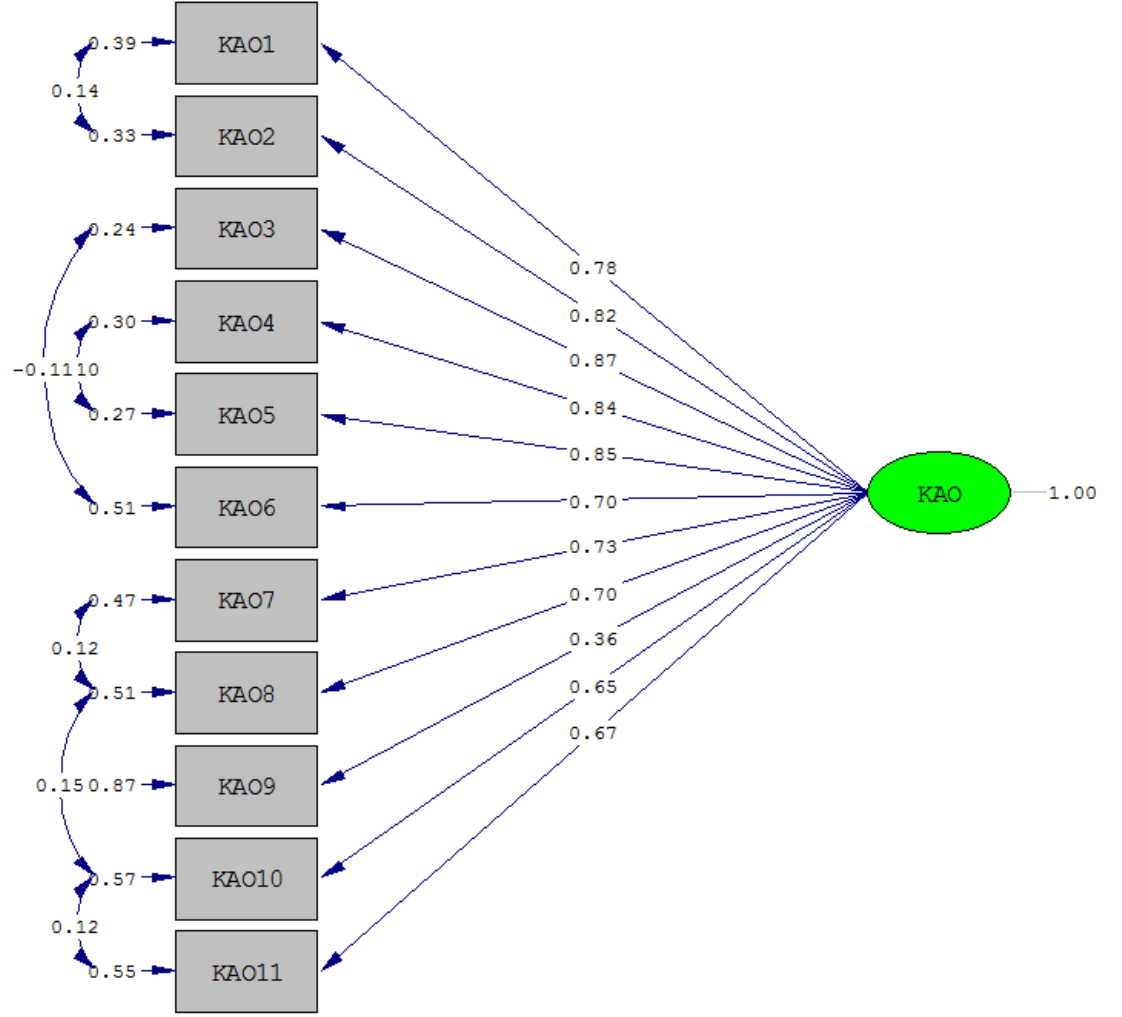 0.39 KAO1
0.14
0.33 KAO2
0.24 KAO3
0.78
0.30 KAO4
0.82
0.87
-0.1110
0.27 KAO5
0.84
0.85
0.51 KAO6
0.70
KAO 1.00
0.73
0.47 KAO7
0.70
0.12
0.36
0.51 KAO8
0.65
0.67
0.15 0.87 KAO9
0.57 KAO10
0.12
0.55 KAO11